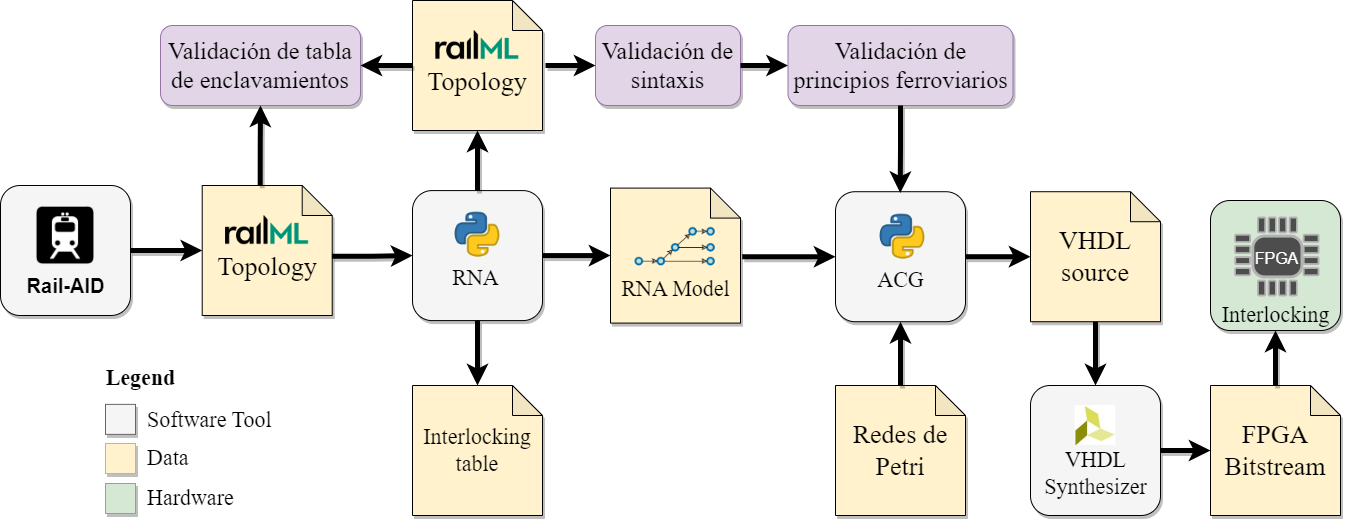 Validación de tabla
de enclavamientos
railML
Topology
Validación de
sintaxis
Validación de
principios ferroviarios
Rail-AID
railML
Topology
RNA
RNA Model
ACG
VHDL
source
FPGA
Interlocking
Legend
Software Tool
Data
Hardware
Interlocking
table
Redes de
Petri
VHDL
Synthesizer
FPGA
Bitstream